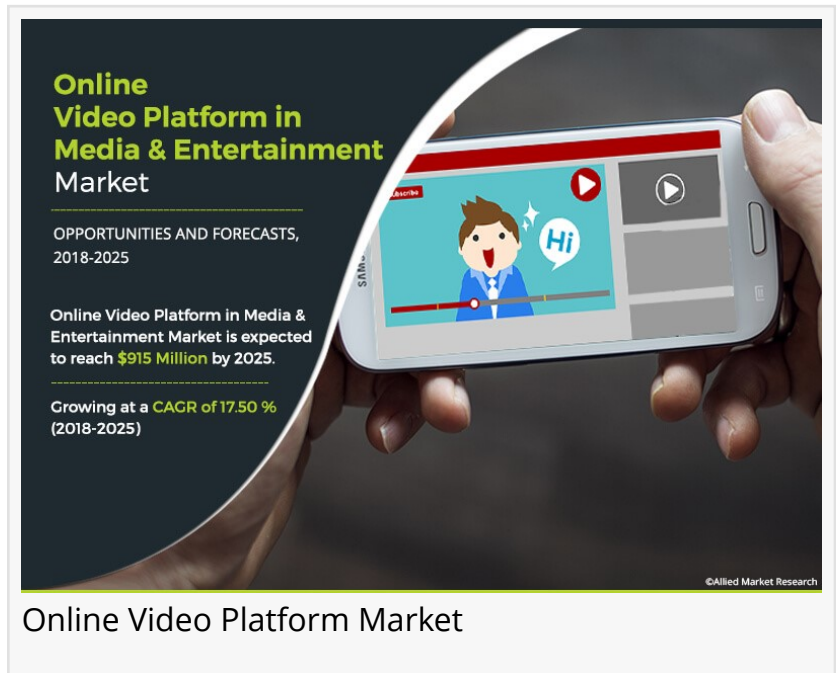 Online
Video Platform in
Media & Entertainment
Market
OPPORTUNITIES AND FORECASTS,
2018-2025
Online Video Platform in Media &
Entertainment Market is expected
to reach $915 Million by 2025.
Growing at a CAGR of 17.50 %
(2018-2025)
Subscribe
Hi
SAMS
©Allied Market Research
Online Video Platform Market